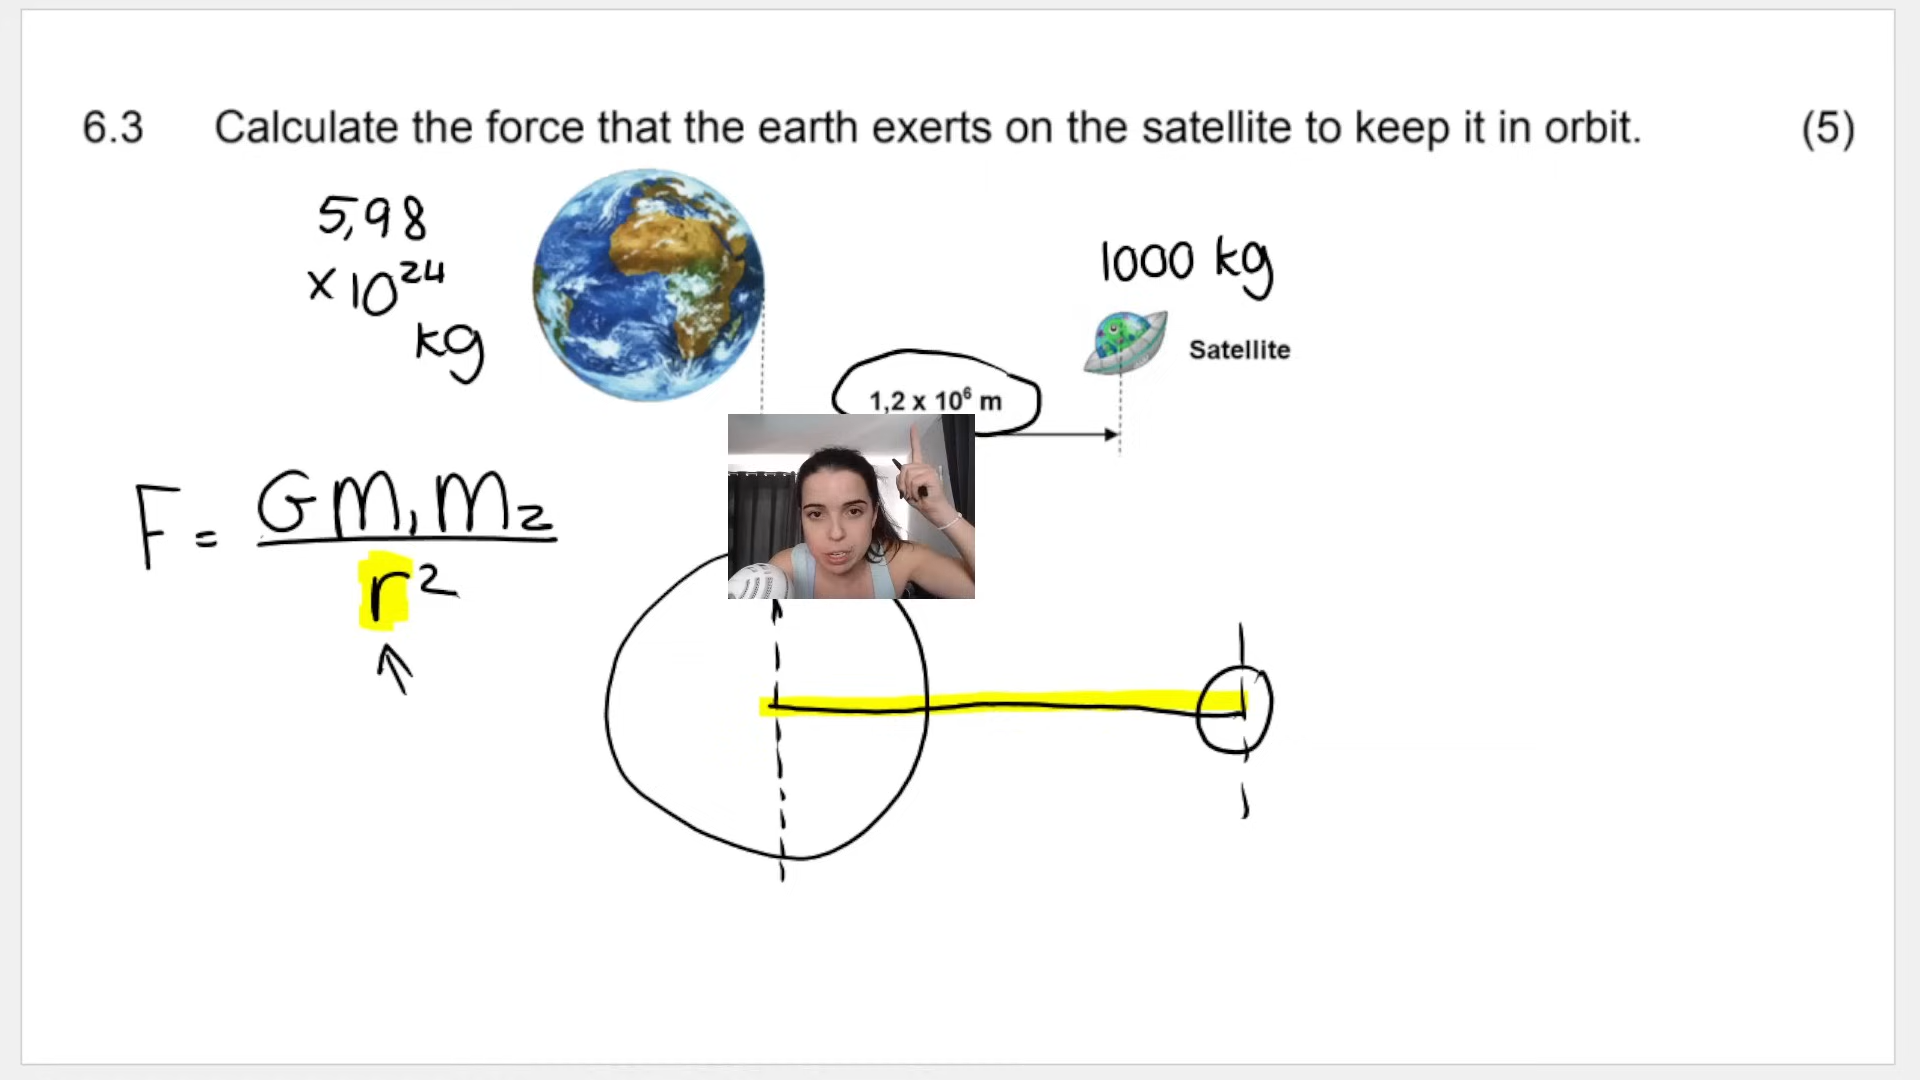 6.3 Calculate the force that the earth exerts on the satellite to keep it in orbit. (5)
5,98
x 10²⁴
kg
1000 kg
Satellite
1,2 x 10⁶ m
F = Gm₁m₂
r²